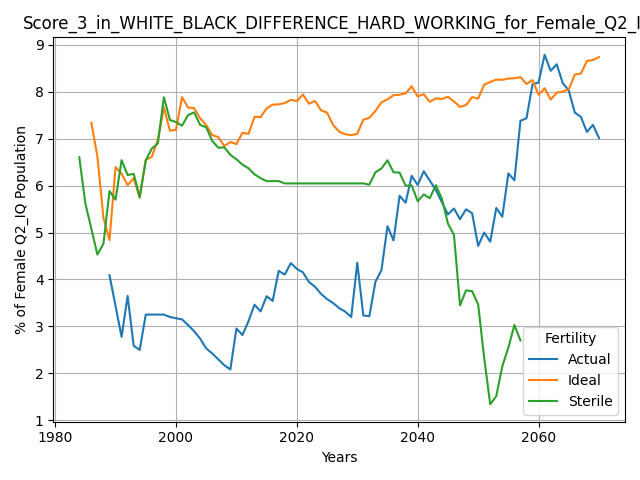 Score_3_in_WHITE_BLACK_DIFFERENCE_HARD_WORKING_for_Female_Q2_I
9
8
7
6
5
4
3
2
1
% of Female Q2_IQ Population
1980
2000
2020
2040
2060
Years
Fertility
Actual
Ideal
Sterile